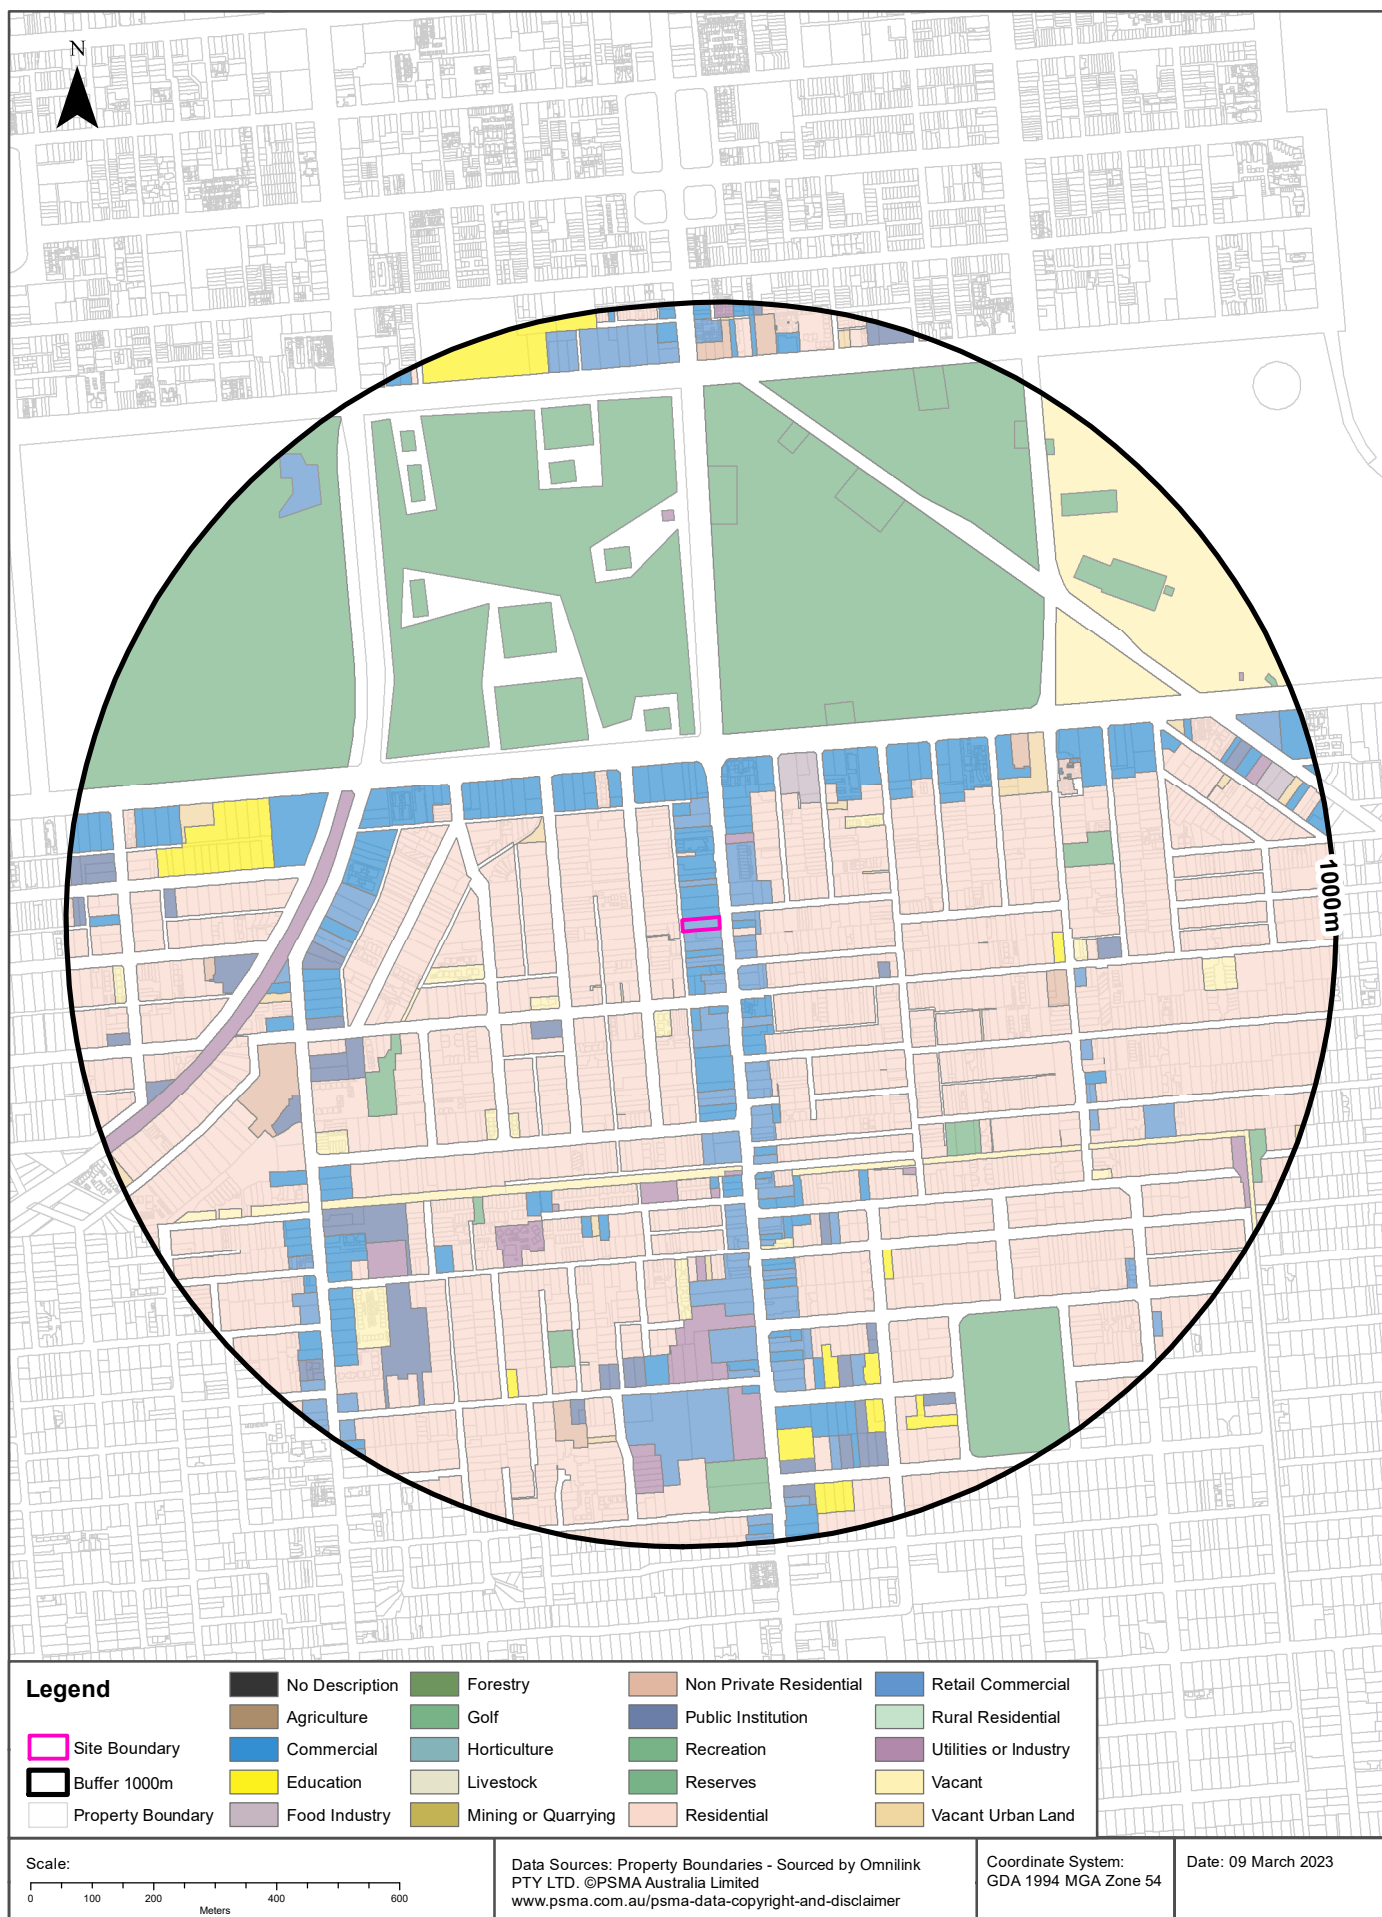 N
1000m
Legend
Site Boundary
Buffer 1000m
Property Boundary
No Description
Agriculture
Commercial
Education
Food Industry
Forestry
Golf
Horticulture
Livestock
Mining or Quarrying
Non Private Residential
Public Institution
Recreation
Reserves
Residential
Retail Commercial
Rural Residential
Utilities or Industry
Vacant
Vacant Urban Land
Scale:
0 100 200 400 600
Meters
Data Sources: Property Boundaries - Sourced by Omnilink
PTY LTD. ©PSMA Australia Limited
www.psma.com.au/psma-data-copyright-and-disclaimer
Coordinate System:
GDA 1994 MGA Zone 54
Date: 09 March 2023